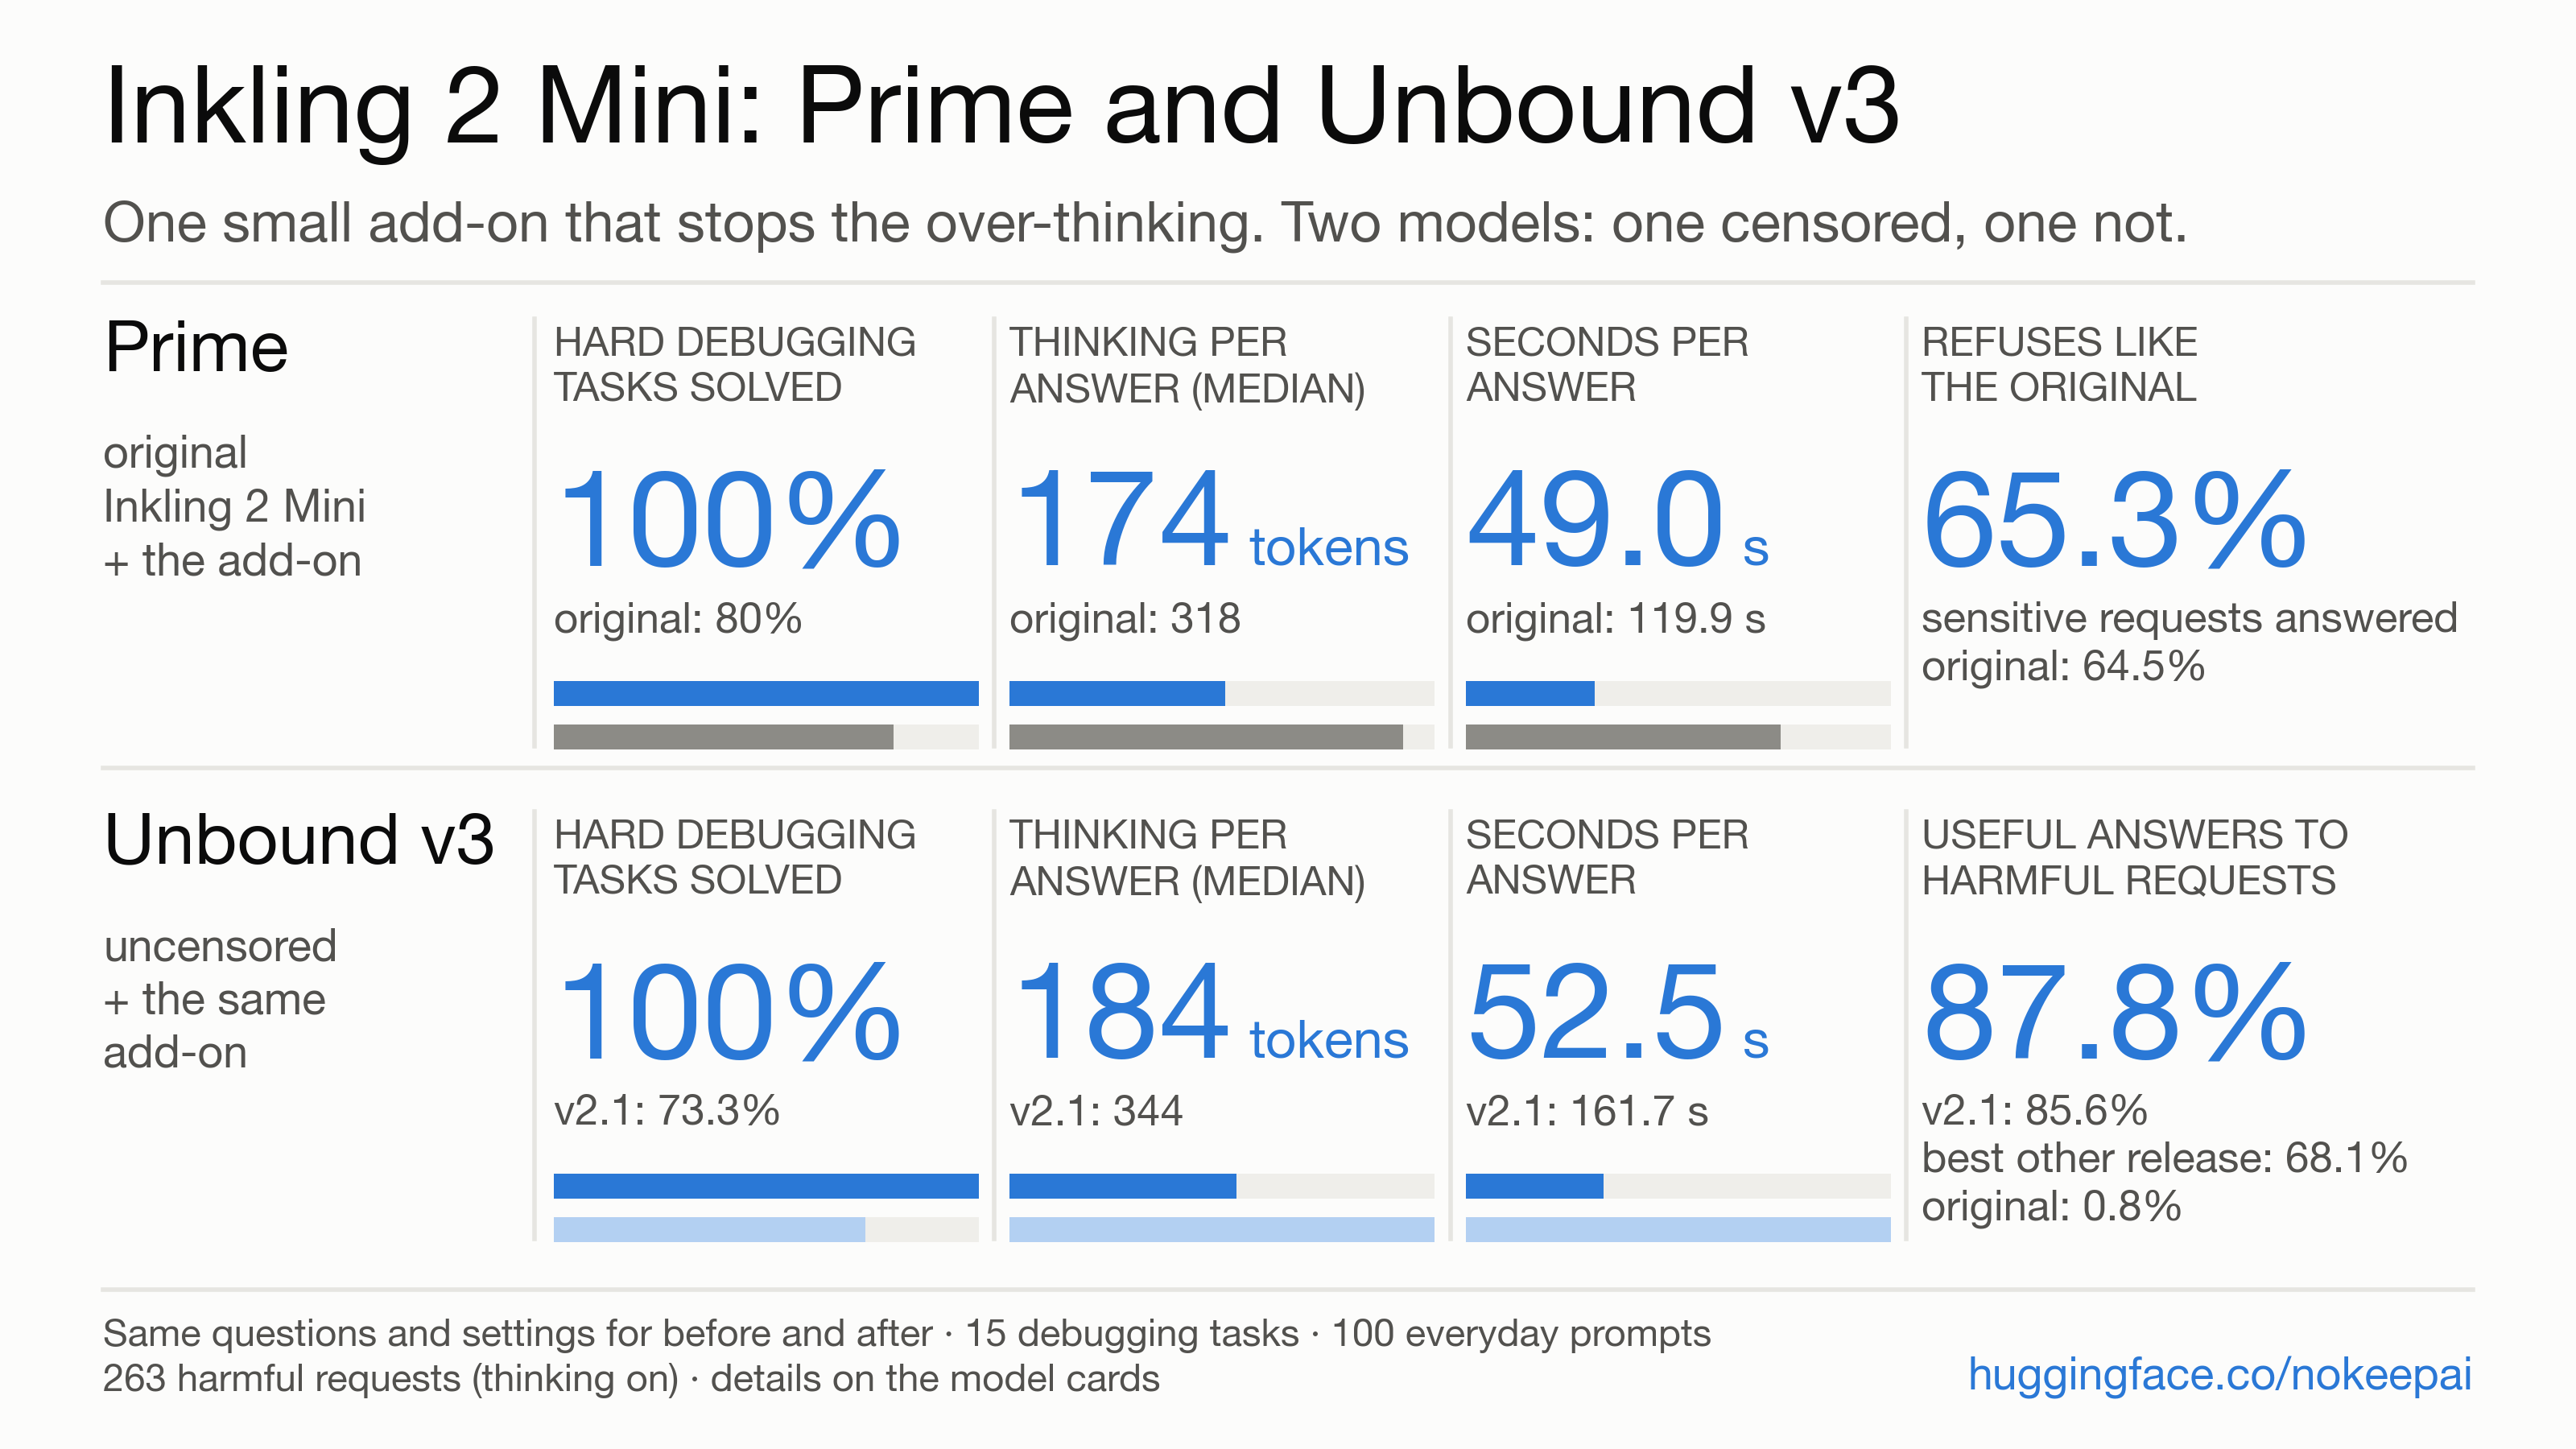 Inkling 2 Mini: Prime and Unbound v3
One small add-on that stops the over-thinking. Two models: one censored, one not.
Prime
original
Inkling 2 Mini
+ the add-on
HARD DEBUGGING
TASKS SOLVED
100%
original: 80%
THINKING PER
ANSWER (MEDIAN)
174 tokens
original: 318
SECONDS PER
ANSWER
49.0 s
original: 119.9 s
REFUSES LIKE
THE ORIGINAL
65.3%
sensitive requests answered
original: 64.5%
Unbound v3
uncensored
+ the same
add-on
HARD DEBUGGING
TASKS SOLVED
100%
v2.1: 73.3%
THINKING PER
ANSWER (MEDIAN)
184 tokens
v2.1: 344
SECONDS PER
ANSWER
52.5 s
v2.1: 161.7 s
USEFUL ANSWERS TO
HARMFUL REQUESTS
87.8%
v2.1: 85.6%
best other release: 68.1%
original: 0.8%
Same questions and settings for before and after · 15 debugging tasks · 100 everyday prompts
263 harmful requests (thinking on) · details on the model cards
huggingface.co/nokeepai